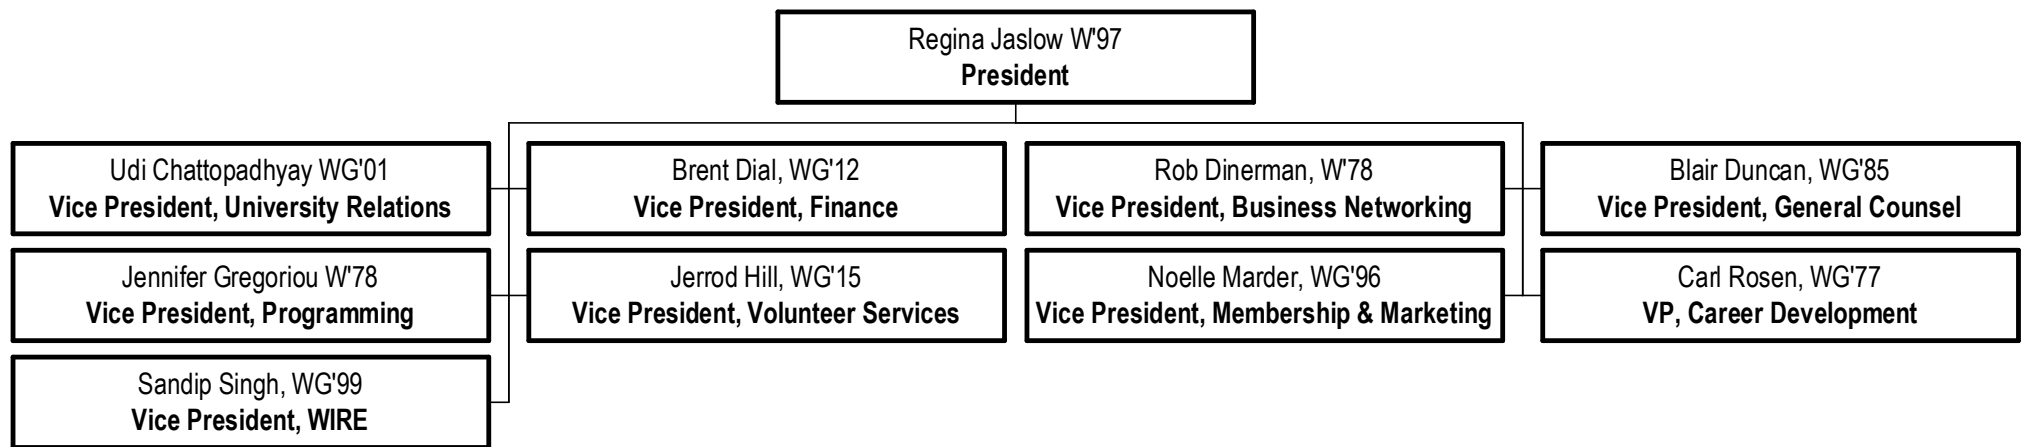 Regina Jaslow W'97
President
Udi Chattopadhyay WG'01
Vice President, University Relations
Brent Dial, WG'12
Vice President, Finance
Rob Dinerman, W'78
Vice President, Business Networking
Blair Duncan, WG'85
Vice President, General Counsel
Jennifer Gregoriou W'78
Vice President, Programming
Jerrod Hill, WG'15
Vice President, Volunteer Services
Noelle Marder, WG'96
Vice President, Membership & Marketing
Carl Rosen, WG'77
VP, Career Development
Sandip Singh, WG'99
Vice President, WIRE